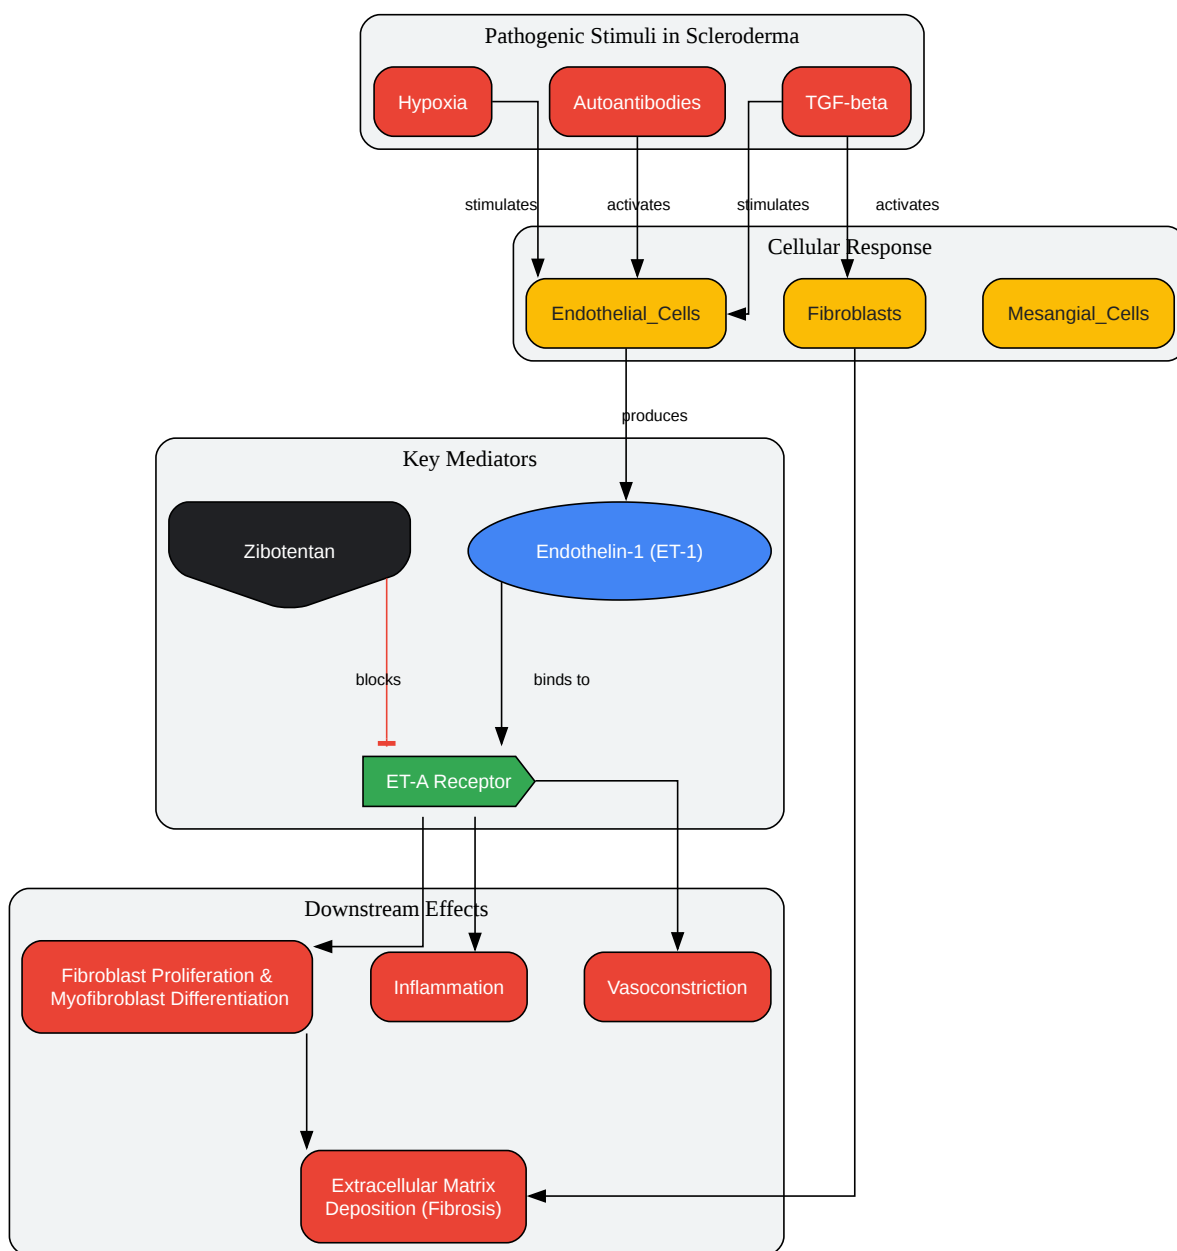 Pathogenic Stimuli in Scleroderma
Hypoxia
Autoantibodies
TGF-beta
stimulates
activates
stimulates
activates
Cellular Response
Endothelial_Cells
Fibroblasts
Mesangial_Cells
produces
Key Mediators
Zibotentan
Endothelin-1 (ET-1)
blocks
binds to
ET-A Receptor
Downstream Effects
Fibroblast Proliferation &
Myofibroblast Differentiation
Inflammation
Vasoconstriction
Extracellular Matrix
Deposition (Fibrosis)